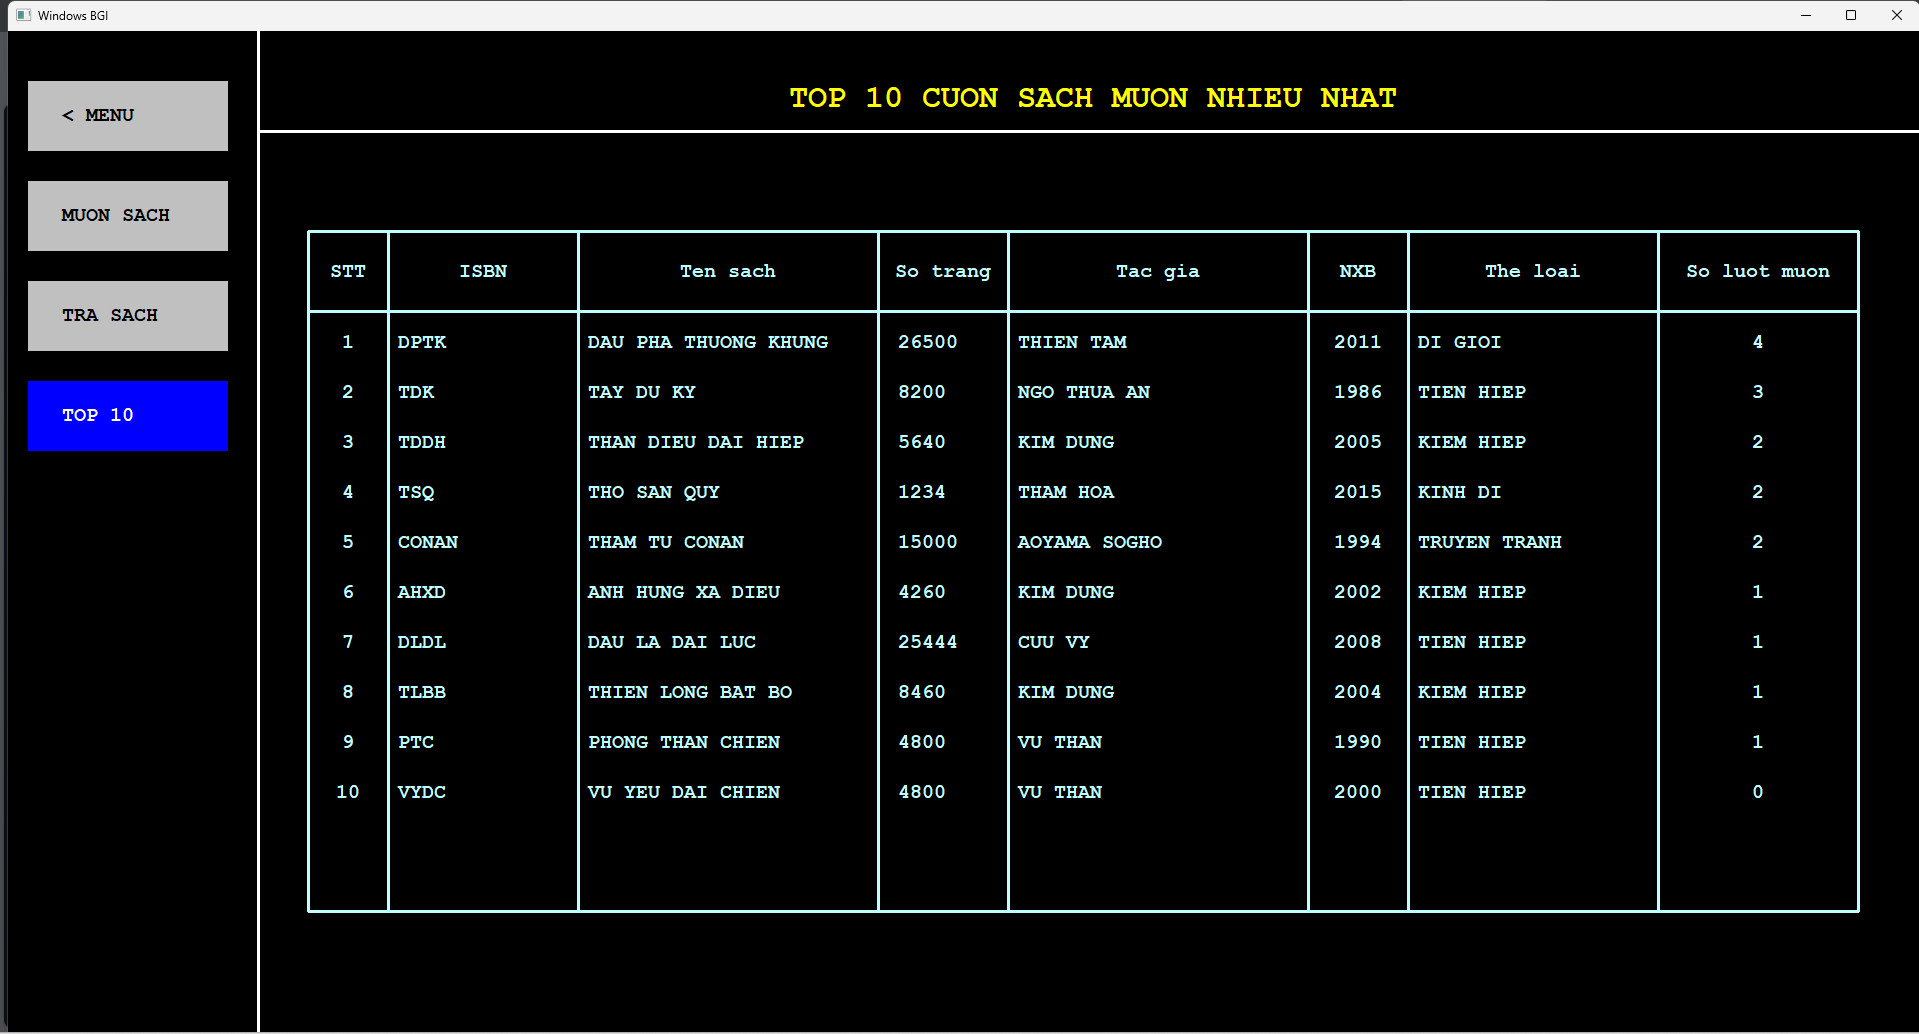 Windows BGI
< MENU
MUON SACH
TRA SACH
TOP 10
TOP 10 CUON SACH MUON NHIEU NHAT
STT ISBN Ten sach So trang Tac gia NXB The loai So luot muon
1 DPTK DAU PHA THUONG KHUNG 26500 THIEN TAM 2011 DI GIOI 4
2 TDK TAY DU KY 8200 NGO THUA AN 1986 TIEN HIEP 3
3 TDDH THAN DIEU DAI HIEP 5640 KIM DUNG 2005 KIEM HIEP 2
4 TSQ THO SAN QUY 1234 THAM HOA 2015 KINH DI 2
5 CONAN THAM TU CONAN 15000 AOYAMA SOGHO 1994 TRUYEN TRANH 2
6 AHXD ANH HUNG XA DIEU 4260 KIM DUNG 2002 KIEM HIEP 1
7 DLDL DAU LA DAI LUC 25444 CUU VY 2008 TIEN HIEP 1
8 TLBB THIEN LONG BAT BO 8460 KIM DUNG 2004 KIEM HIEP 1
9 PTC PHONG THAN CHIEN 4800 VU THAN 1990 TIEN HIEP 1
10 VYDC VU YEU DAI CHIEN 4800 VU THAN 2000 TIEN HIEP 0